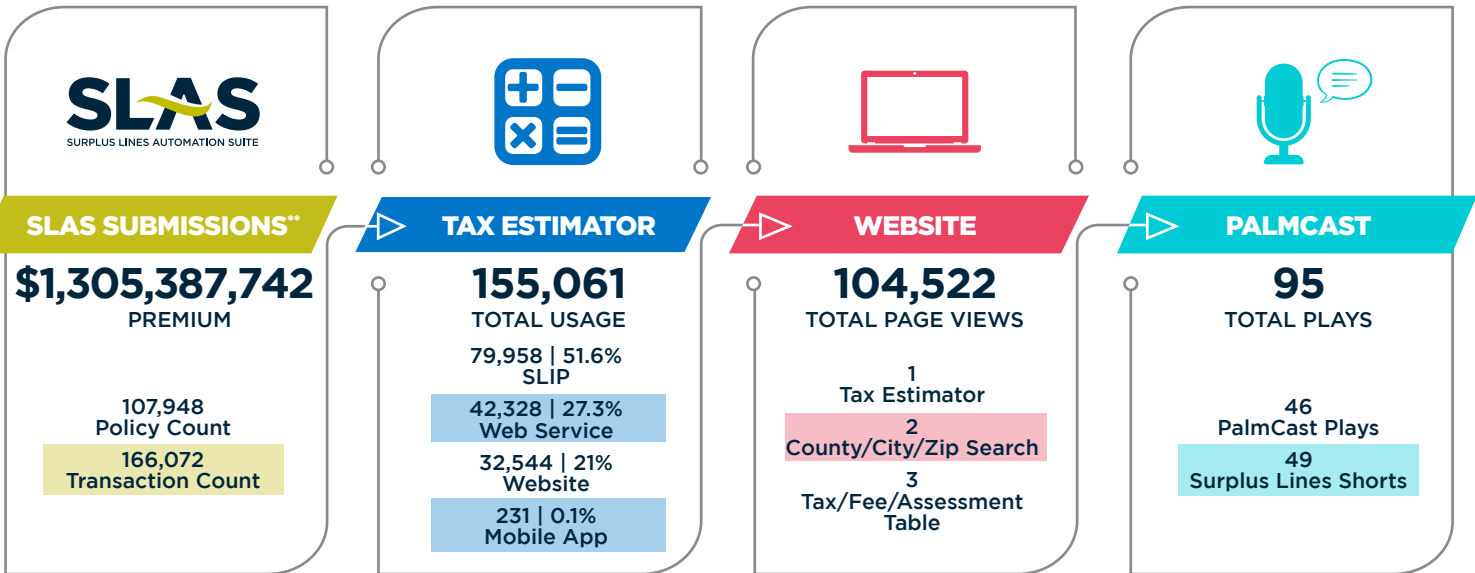 SLAS
SURPLUS LINES AUTOMATION SUITE
SLAS SUBMISSIONS**
$1,305,387,742
PREMIUM
107,948
Policy Count
166,072
Transaction Count
TAX ESTIMATOR
155,061
TOTAL USAGE
79,958 | 51.6%
SLIP
42,328 | 27.3%
Web Service
32,544 | 21%
Website
231 | 0.1%
Mobile App
WEBSITE
104,522
TOTAL PAGE VIEWS
1
Tax Estimator
2
County/City/Zip Search
3
Tax/Fee/Assessment
Table
PALMCAST
95
TOTAL PLAYS
46
PalmCast Plays
49
Surplus Lines Shorts